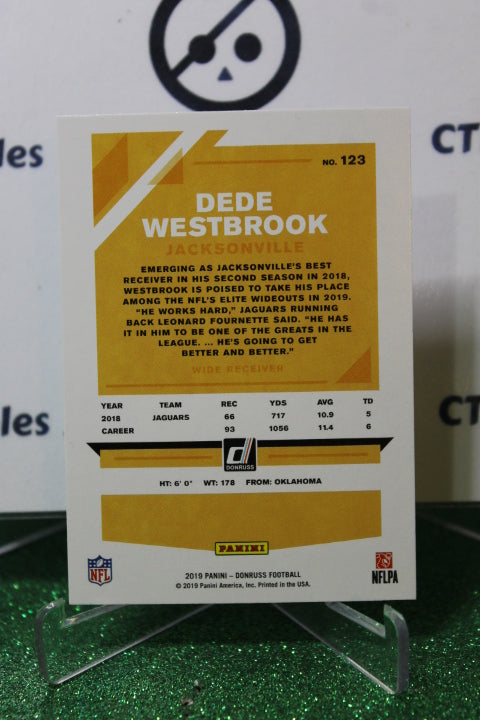 les
CT
NO. 123
DEDE
WESTBROOK
JACKSONVILLE
EMERGING AS JACKSONVILLE'S BEST
RECEIVER IN HIS SECOND SEASON IN 2018,
WESTBROOK IS POISED TO TAKE HIS PLACE
AMONG THE NFL'S ELITE WIDEOUTS IN 2019.
"HE WORKS HARD," JAGUARS RUNNING
BACK LEONARD FOURNETTE SAID. "HE HAS
IT IN HIM TO BE ONE OF THE GREATS IN THE
LEAGUE. ... HE'S GOING TO GET
BETTER AND BETTER."
WIDE RECEIVER
YEAR TEAM REC YDS AVG TD
2018 JAGUARS 66 717 10.9 5
CAREER 93 1056 11.4 6
bles
CT
d
DONRUSS
HT: 6' 0" WT: 178 FROM: OKLAHOMA
PANINI
NFL
2019 PANINI – DONRUSS FOOTBALL
© 2019 Panini America, Inc. Printed in the USA.
NFLPA